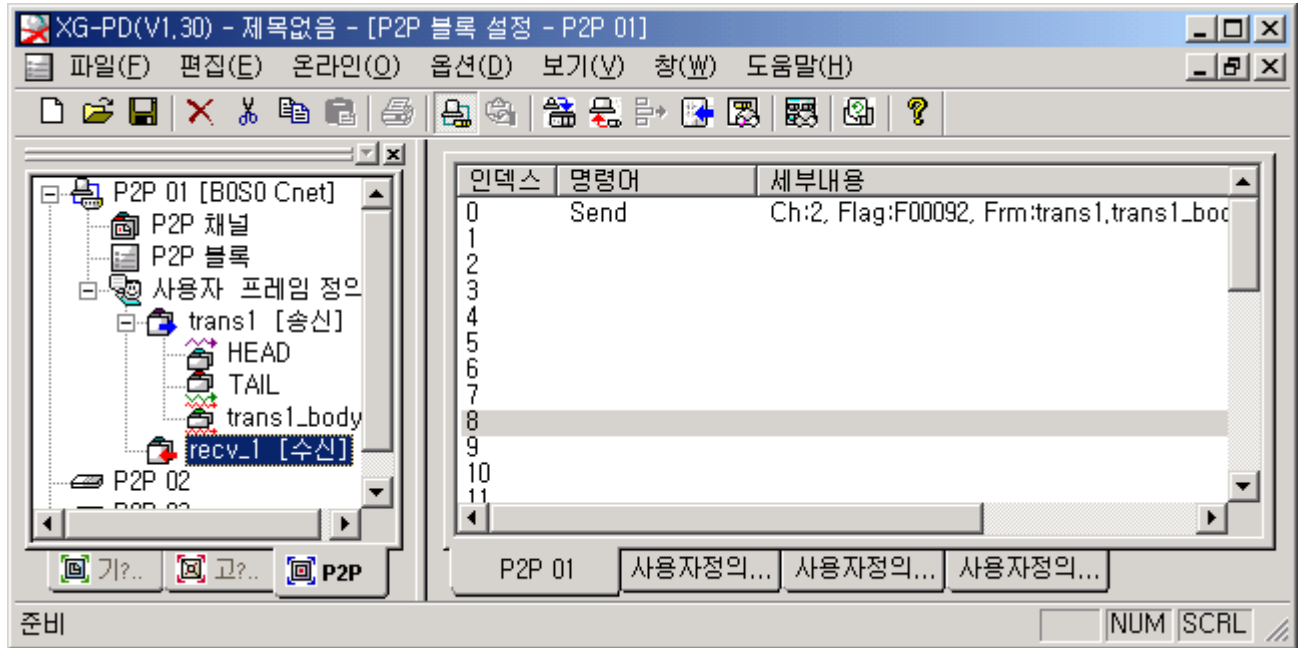 XG-PD(V1,30) - 제목없음 - [P2P 블록 설정 - P2P 01]
파일(F) 편집(E) 온라인(O) 옵션(D) 보기(V) 창(W) 도움말(H)
P2P 01 [B0S0 Cnet]
P2P 채널
P2P 블록
사용자 프레임 정의
trans1 [송신]
HEAD
TAIL
trans1_body
recv_1 [수신]
P2P 02
기?..
고?..
P2P
인덱스 명령어 세부내용
0 Send Ch:2, Flag:F00092, Frm:trans1,trans1_boc
1
2
3
4
5
6
7
8
9
10
11
P2P 01 사용자정의... 사용자정의... 사용자정의...
준비 NUM SCRL